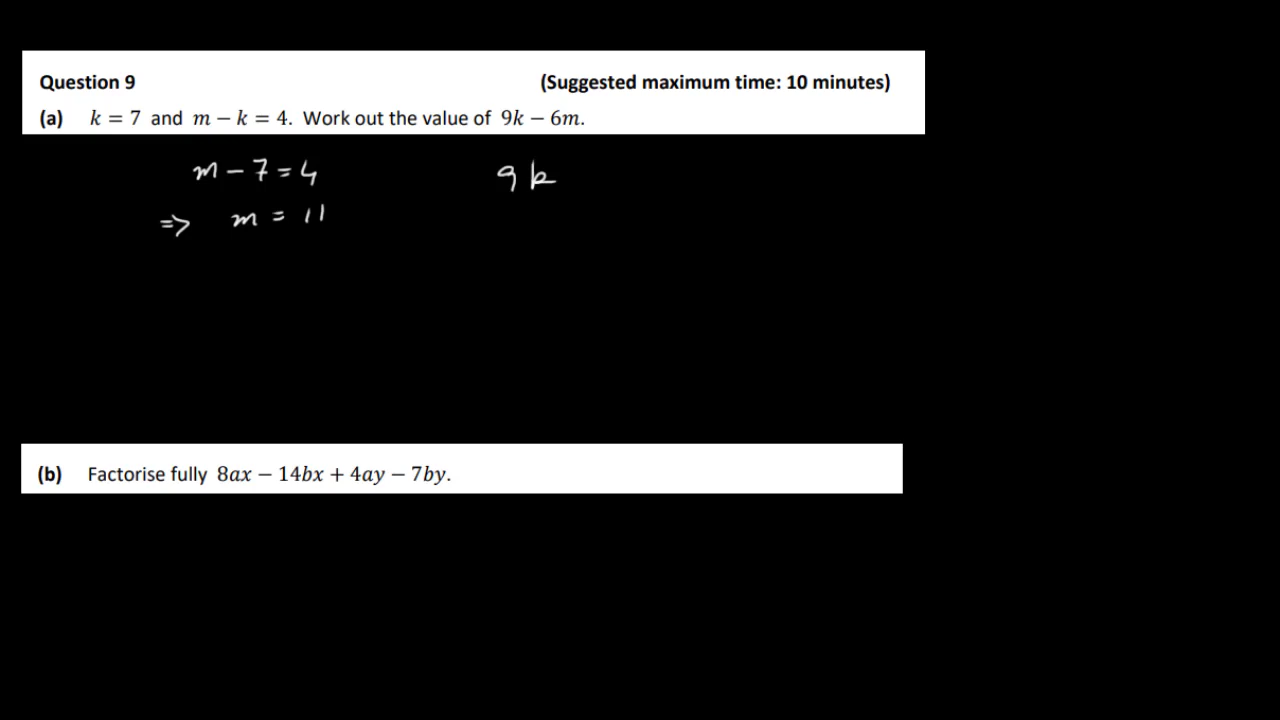 Question 9 (Suggested maximum time: 10 minutes)
(a) k = 7 and m − k = 4. Work out the value of 9k − 6m.
m − 7 = 4 9k
=> m = 11
(b) Factorise fully 8ax − 14bx + 4ay − 7by.